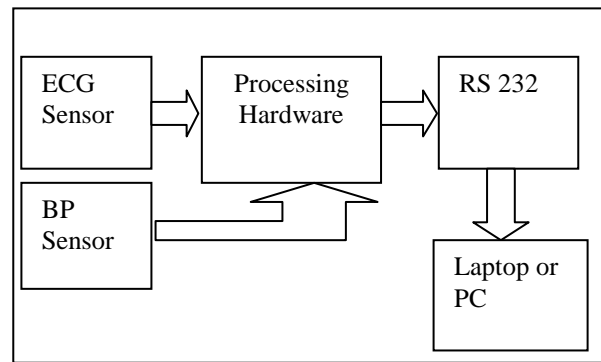 ECG
Sensor
Processing
Hardware
RS 232
BP
Sensor
Laptop or
PC